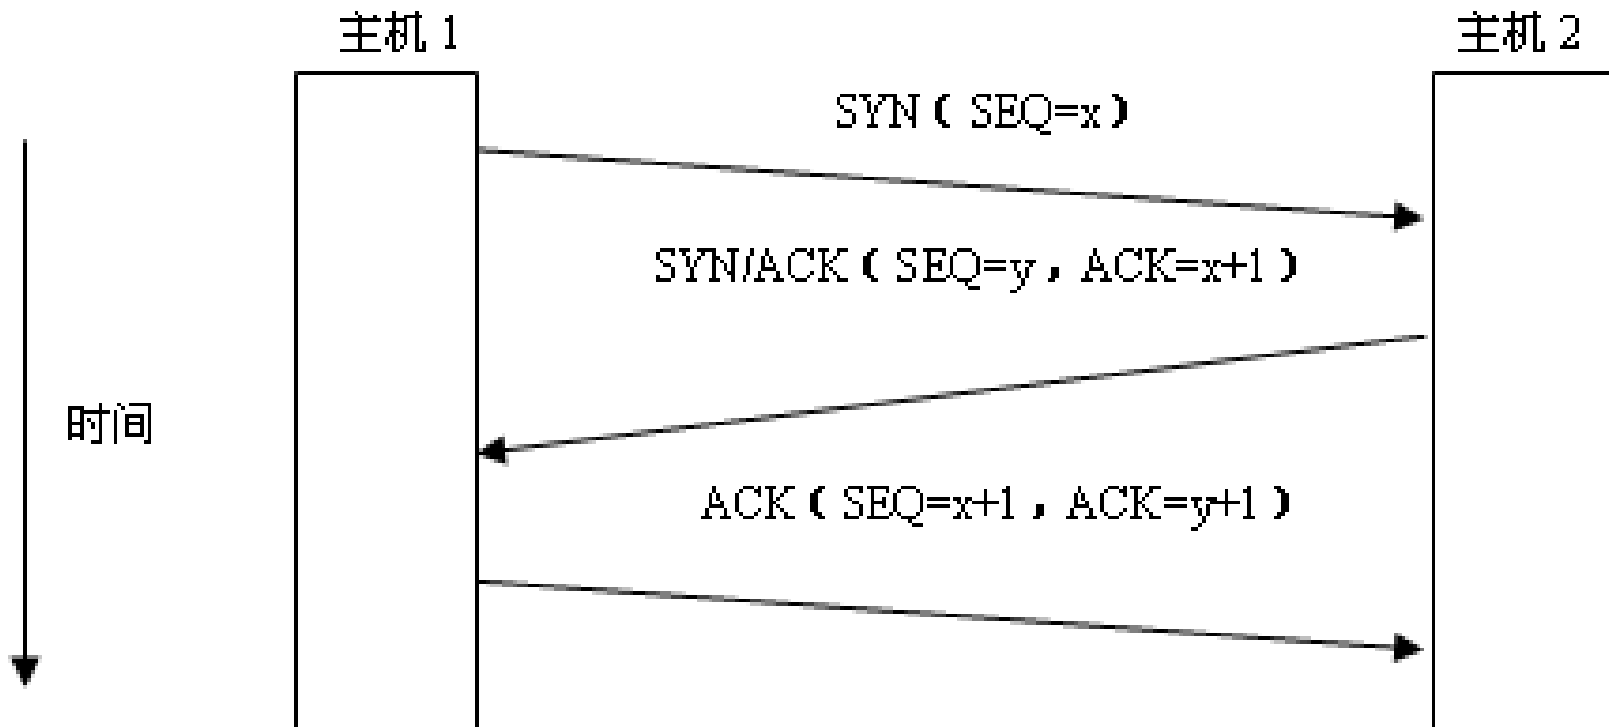 主机 1
主机 2
SYN（SEQ=x）
SYN/ACK（SEQ=y，ACK=x+1）
时间
ACK（SEQ=x+1，ACK=y+1）